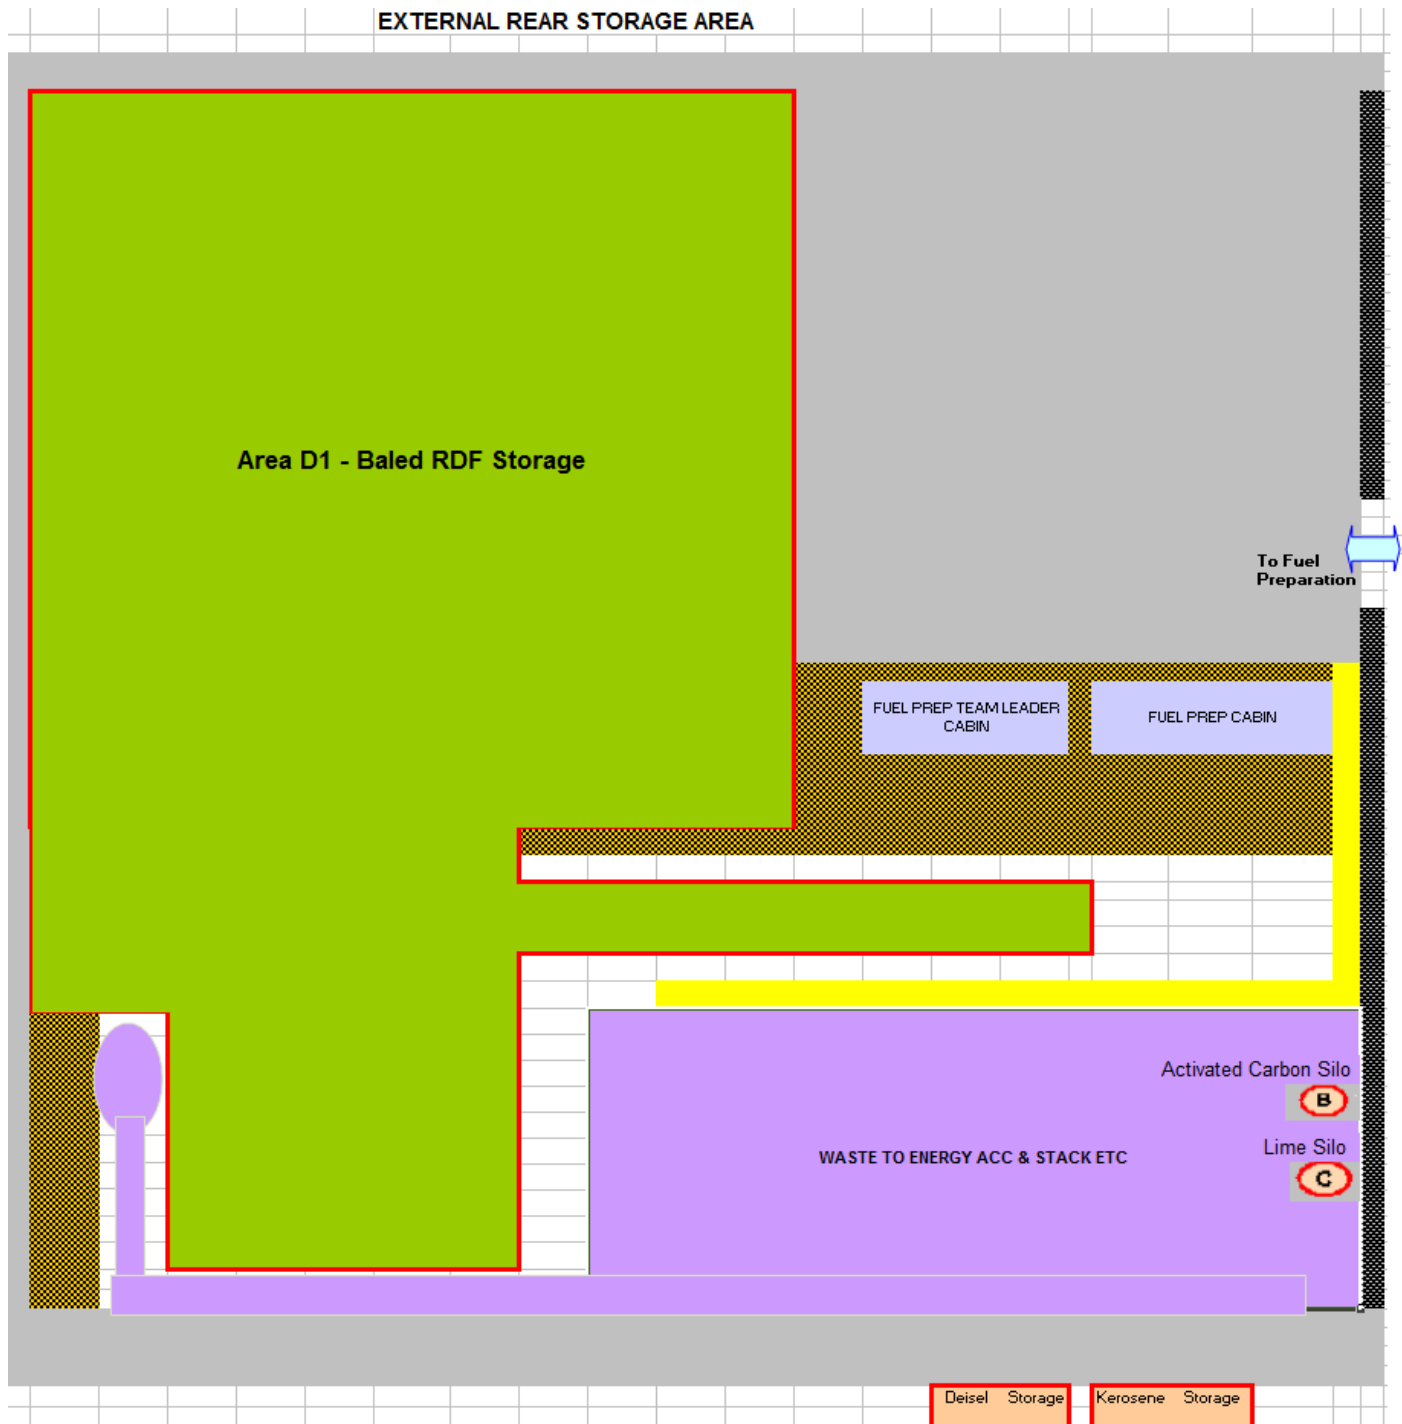 EXTERNAL REAR STORAGE AREA
Area D1 - Baled RDF Storage
To Fuel
Preparation
FUEL PREP TEAM LEADER
CABIN
FUEL PREP CABIN
Activated Carbon Silo
B
Lime Silo
C
WASTE TO ENERGY ACC & STACK ETC
Deisel Storage
Kerosene Storage